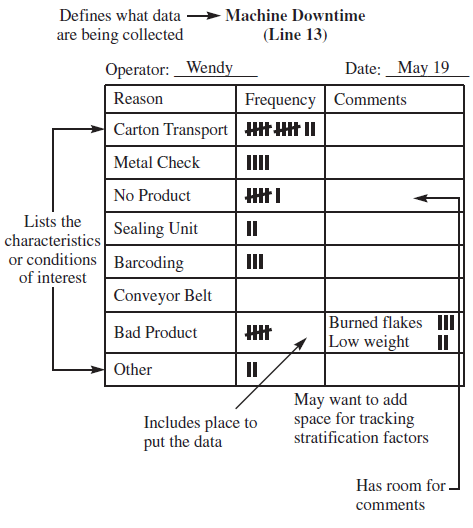 Defines what data
are being collected
Machine Downtime
(Line 13)
Operator: Wendy
Date: May 19
Reason
Frequency
Comments
Carton Transport
Metal Check
No Product
Sealing Unit
Barcoding
Conveyor Belt
Bad Product
Burned flakes
Low weight
Other
Lists the
characteristics
or conditions
of interest
Includes place to
put the data
May want to add
space for tracking
stratification factors
Has room for
comments